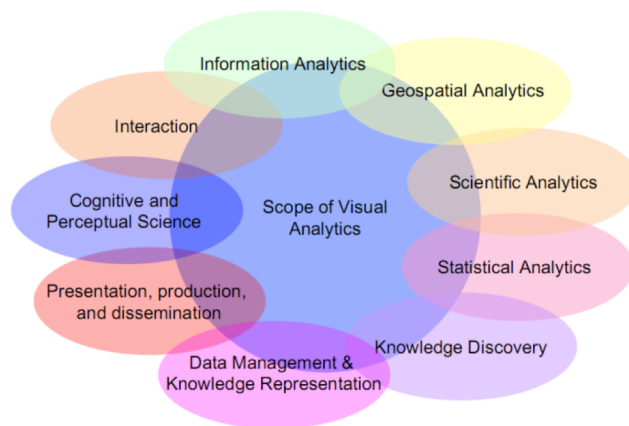 Information Analytics
Geospatial Analytics
Interaction
Scientific Analytics
Cognitive and
Perceptual Science
Scope of Visual
Analytics
Statistical Analytics
Presentation, production,
and dissemination
Knowledge Discovery
Data Management &
Knowledge Representation